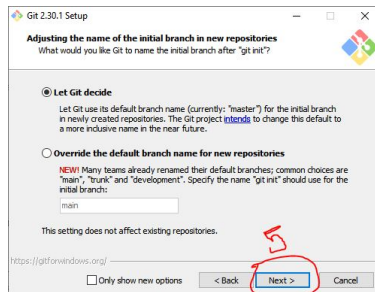 Git 2.30.1 Setup
Adjusting the name of the initial branch in new repositories
What would you like Git to name the initial branch after "git init"?
Let Git decide
Let Git use its default branch name (currently: "master") for the initial branch
in newly created repositories. The Git project intends to change this default to
a more inclusive name in the near future.
Override the default branch name for new repositories
NEW! Many teams already renamed their default branches; common choices are
"main", "trunk" and "development". Specify the name "git init" should use for the
initial branch:
main
This setting does not affect existing repositories.
5
https://gitforwindows.org/
Only show new options
< Back
Next >
Cancel